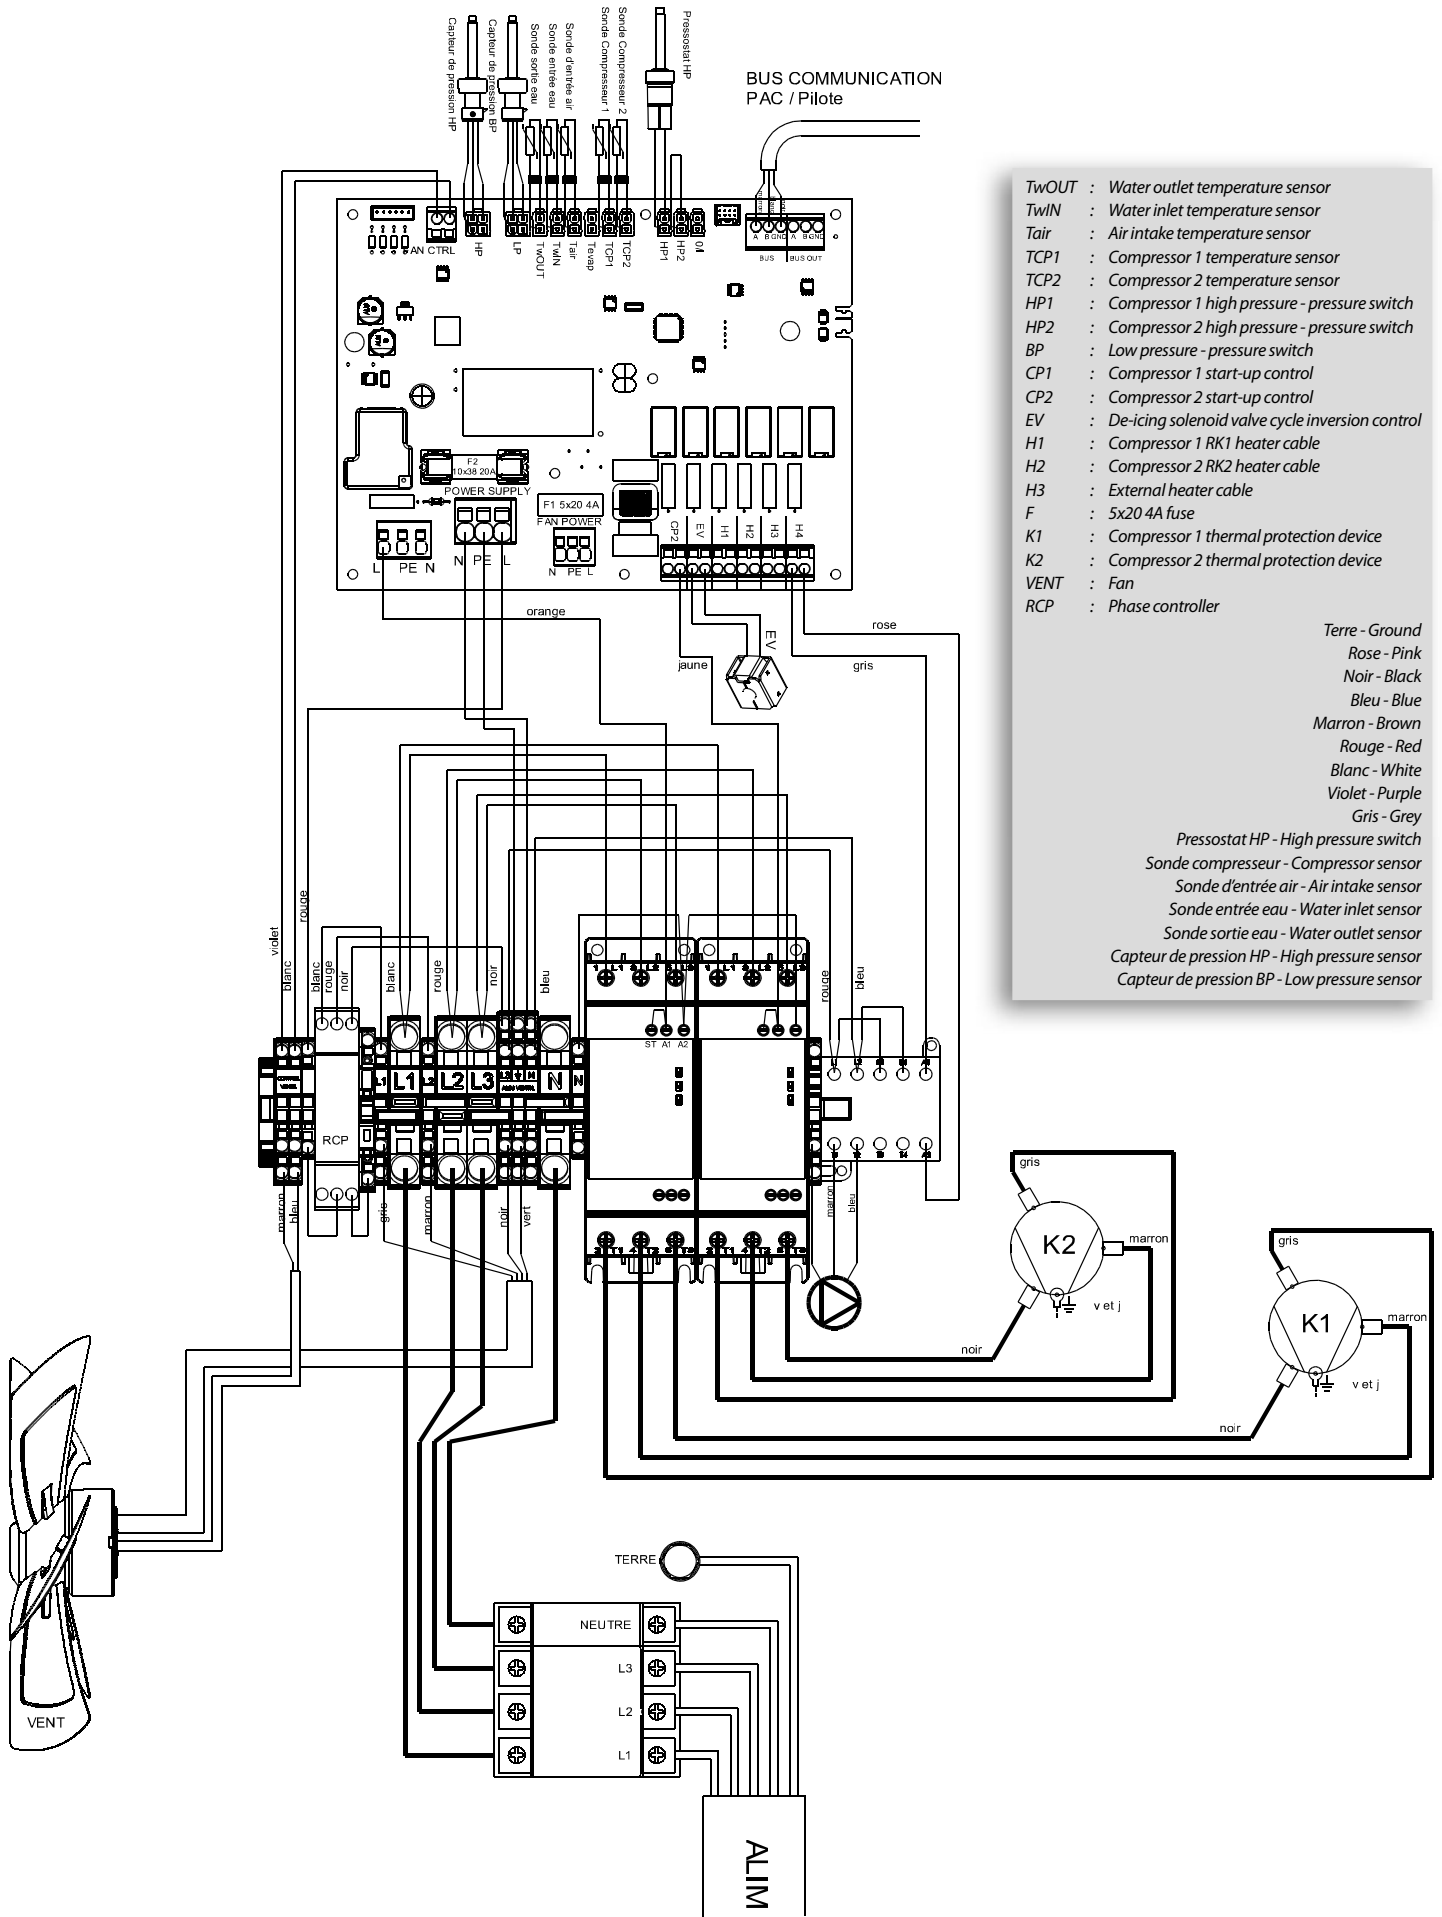 Capteur de pression HP
Capteur de pression BP
Sonde sortie eau
Sonde entrée eau
Sonde d'entrée air
Sonde Compresseur 1
Sonde Compresseur 2
Pressostat HP
BUS COMMUNICATION
PAC / Pilote
TwOUT : Water outlet temperature sensor
TwIN : Water inlet temperature sensor
Tair : Air intake temperature sensor
TCP1 : Compressor 1 temperature sensor
TCP2 : Compressor 2 temperature sensor
HP1 : Compressor 1 high pressure - pressure switch
HP2 : Compressor 2 high pressure - pressure switch
BP : Low pressure - pressure switch
CP1 : Compressor 1 start-up control
CP2 : Compressor 2 start-up control
EV : De-icing solenoid valve cycle inversion control
H1 : Compressor 1 RK1 heater cable
H2 : Compressor 2 RK2 heater cable
H3 : External heater cable
F : 5x20 4A fuse
K1 : Compressor 1 thermal protection device
K2 : Compressor 2 thermal protection device
VENT : Fan
RCP : Phase controller
Terre - Ground
Rose - Pink
Noir - Black
Bleu - Blue
Marron - Brown
Rouge - Red
Blanc - White
Violet - Purple
Gris - Grey
Pressostat HP - High pressure switch
Sonde compresseur - Compressor sensor
Sonde d'entrée air - Air intake sensor
Sonde entrée eau - Water inlet sensor
Sonde sortie eau - Water outlet sensor
Capteur de pression HP - High pressure sensor
Capteur de pression BP - Low pressure sensor
AN CTRL
HP
LP
TwOUT
TwIN
Tair
Tevap
TCP1
TCP2
HP1
HP2
0/I
A B GND A B GND
BUS BUS OUT
F2
10x38 20A
POWER SUPPLY
F1 5x20 4A
FAN POWER
CP2
EV
H1
H2
H3
H4
L PE N
N PE L
N PE L
orange
jaune
EV
rose
gris
violet
blanc
rouge
blanc
rouge
noir
blanc
rouge
noir
bleu
rouge
bleu
ST A1 A2
RCP
L1
L1
L2
L2
L3
L3
N
N
N
marron
bleu
gris
marron
noir
vert
marron
bleu
gris
K2
marron
v et j
noir
gris
K1
marron
v et j
noir
VENT
TERRE
NEUTRE
L3
L2
L1
ALIM